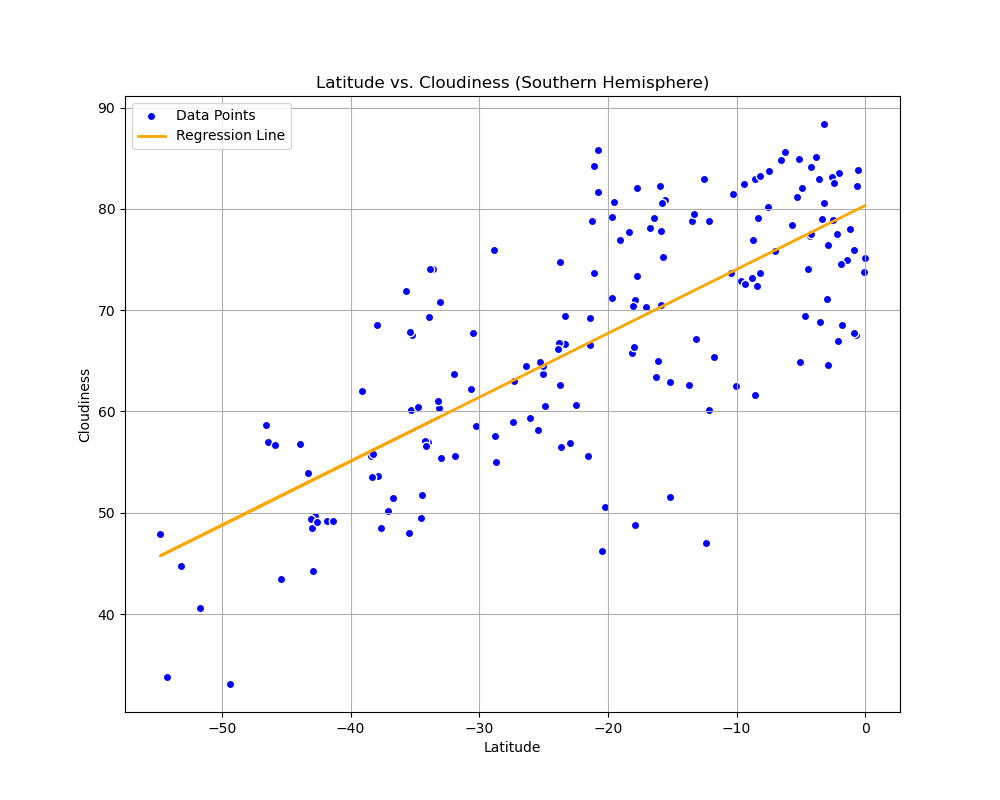 Latitude vs. Cloudiness (Southern Hemisphere)
Data Points
Regression Line
90
80
70
60
50
40
Cloudiness
−50
−40
−30
−20
−10
0
Latitude